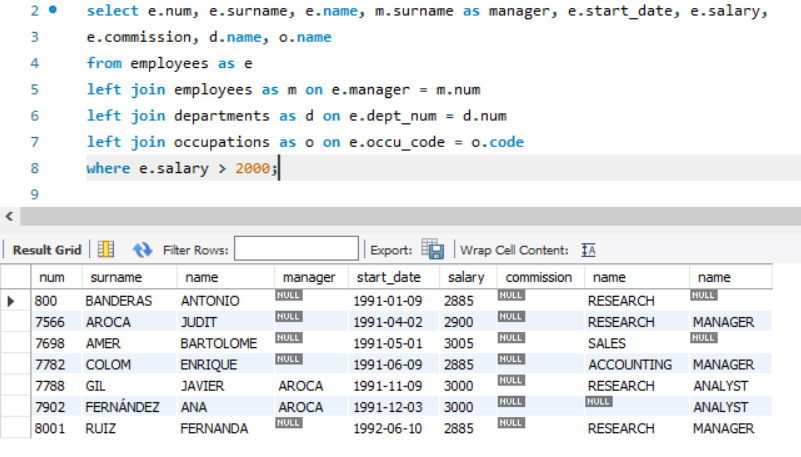 2 select e.num, e.surname, e.name, m.surname as manager, e.start_date, e.salary,
3 e.commission, d.name, o.name
4 from employees as e
5 left join employees as m on e.manager = m.num
6 left join departments as d on e.dept_num = d.num
7 left join occupations as o on e.occu_code = o.code
8 where e.salary > 2000;
9
Result Grid Filter Rows: Export: Wrap Cell Content: IA
num surname name manager start_date salary commission name name
800 BANDERAS ANTONIO NULL 1991-01-09 2885 NULL RESEARCH NULL
7566 AROCA JUDIT NULL 1991-04-02 2900 NULL RESEARCH MANAGER
7698 AMER BARTOLOME NULL 1991-05-01 3005 NULL SALES NULL
7782 COLOM ENRIQUE NULL 1991-06-09 2885 NULL ACCOUNTING MANAGER
7788 GIL JAVIER AROCA 1991-11-09 3000 NULL RESEARCH ANALYST
7902 FERNÁNDEZ ANA AROCA 1991-12-03 3000 NULL NULL ANALYST
8001 RUIZ FERNANDA NULL 1992-06-10 2885 NULL RESEARCH MANAGER